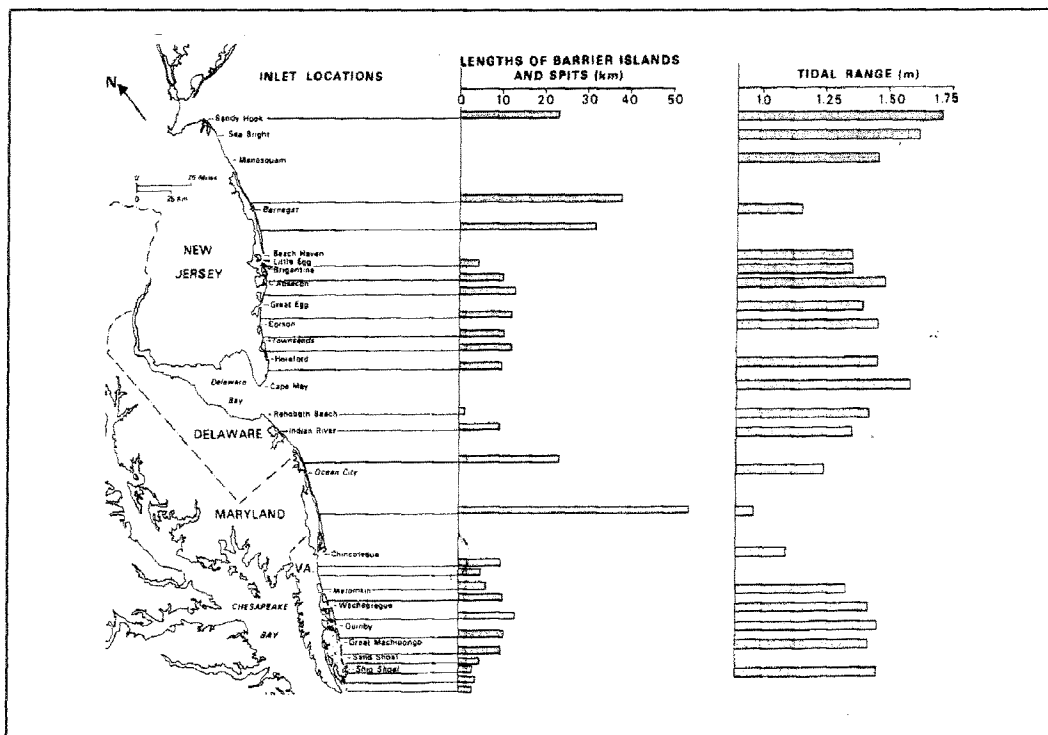 INLET LOCATIONS
LENGTHS OF BARRIER ISLANDS
AND SPITS (km)
0 10 20 30 40 50
TIDAL RANGE (m)
1.0 1.25 1.50 1.75
N
Sandy Hook
Sea Bright
Manasquam
0 25 Miles
0 25 Km
Barnegat
NEW
JERSEY
Beach Haven
Little Egg
Brigantine
Absecon
Great Egg
Corson
Townsends
Hereford
Delaware
Bay
Cape May
Rehoboth Beach
DELAWARE
Indian River
Ocean City
MARYLAND
Chincoteague
VA.
Metomkin
Wachapreague
CHESAPEAKE
BAY
Quinby
Great Machipongo
Sand Shoal
Ship Shoal